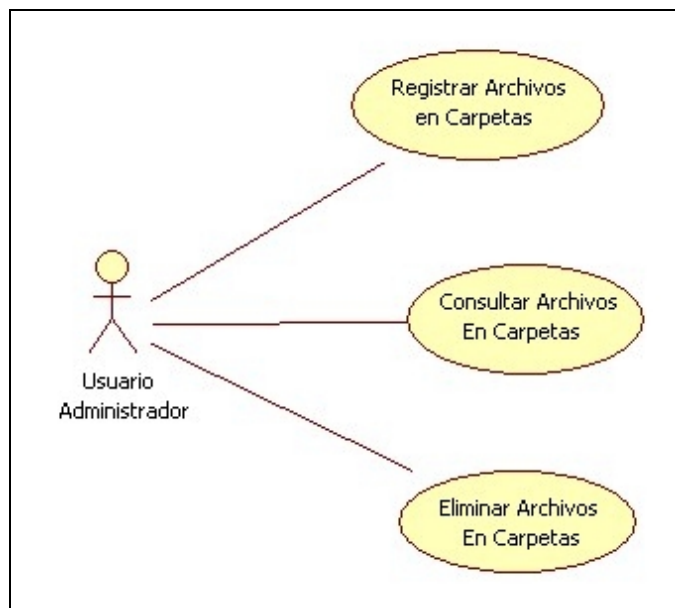 Registrar Archivos
en Carpetas
Consultar Archivos
En Carpetas
Usuario
Administrador
Eliminar Archivos
En Carpetas